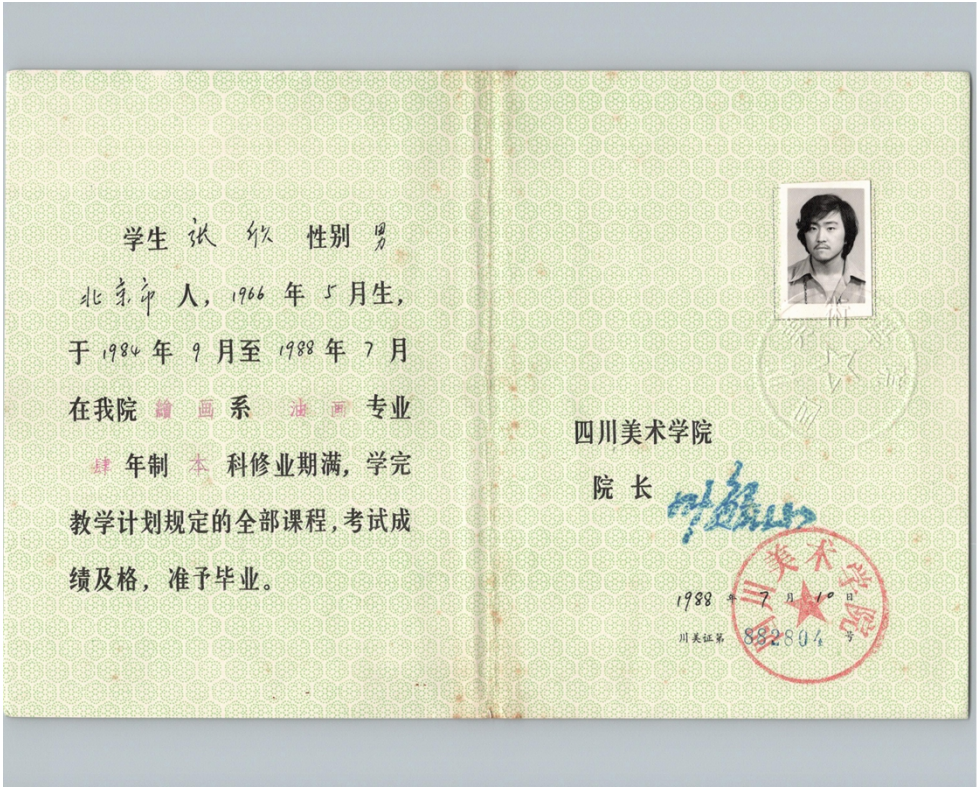 学生 张欣 性别 男
北京市 人，1966 年 5 月生，
于 1984 年 9 月至 1988 年 7 月
在我院 繪画 系 油画 专业
肆 年制 本 科修业期满，学完
教学计划规定的全部课程，考试成
绩及格，准予毕业。
四川美术学院
院长 叶毓山
四川美术学院
1988 年 7 月 10 日
川美证第 882804 号